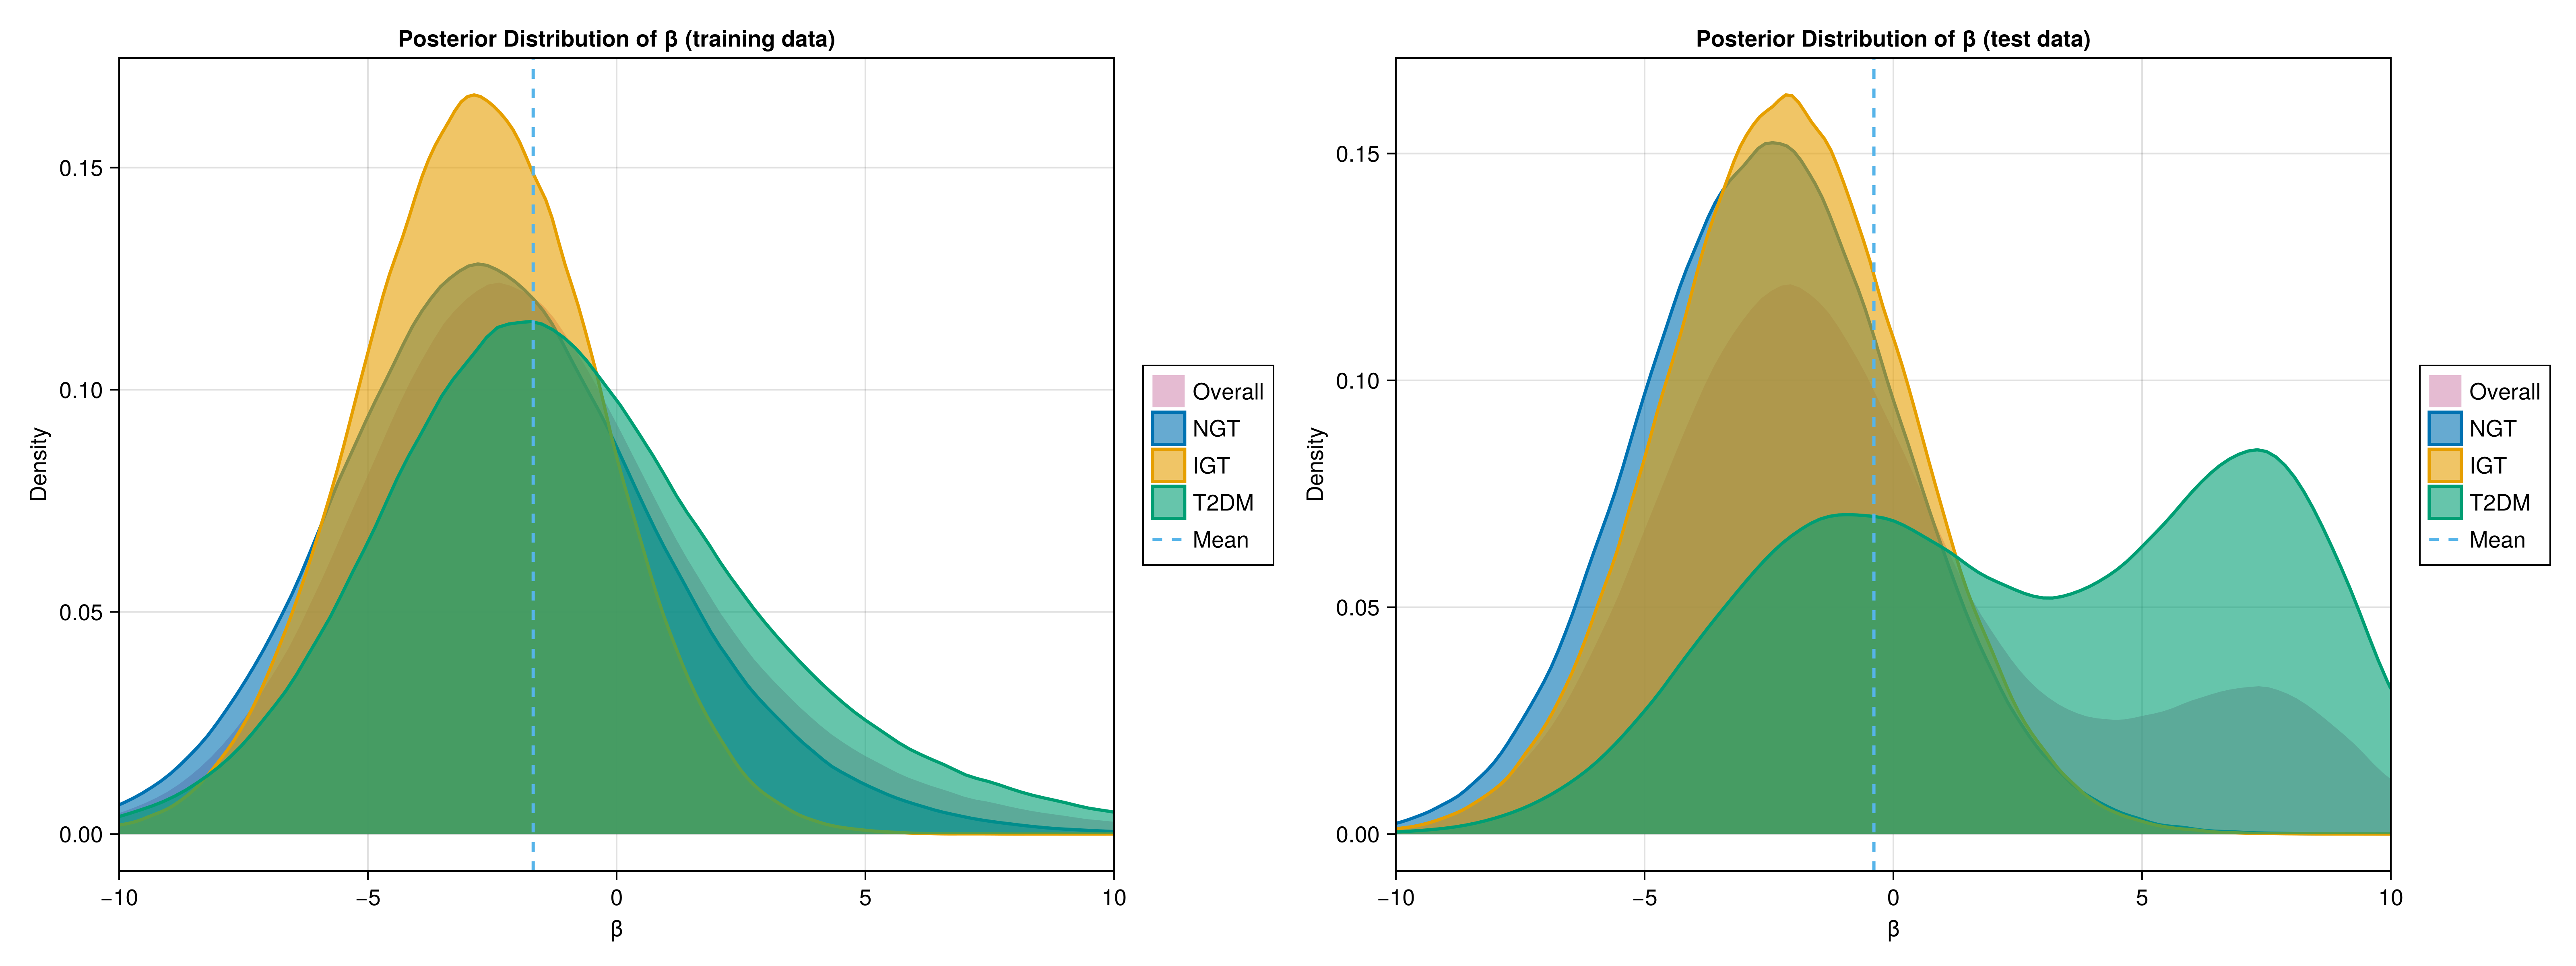 Posterior Distribution of β (training data)
Density
0.15
0.10
0.05
0.00
−10
−5
0
5
10
β
Overall
NGT
IGT
T2DM
Mean
Posterior Distribution of β (test data)
Density
0.15
0.10
0.05
0.00
−10
−5
0
5
10
β
Overall
NGT
IGT
T2DM
Mean